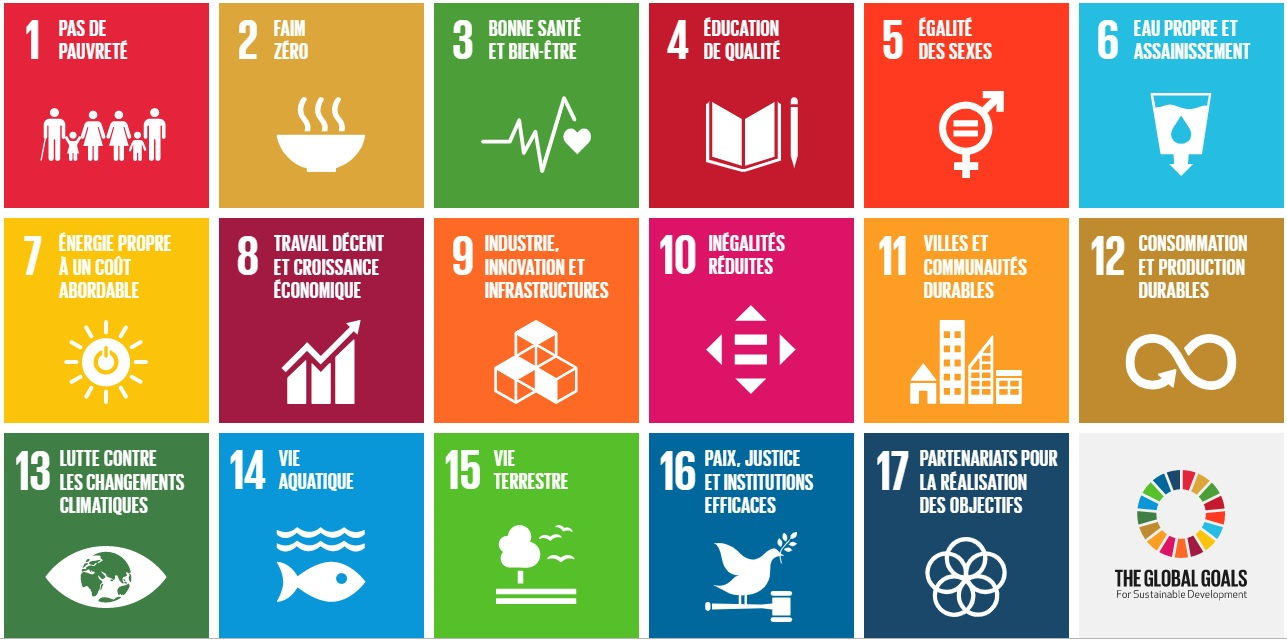 1 PAS DE
PAUVRETÉ
2 FAIM
ZÉRO
3 BONNE SANTÉ
ET BIEN-ÊTRE
4 ÉDUCATION
DE QUALITÉ
5 ÉGALITÉ
DES SEXES
6 EAU PROPRE ET
ASSAINISSEMENT
7 ÉNERGIE PROPRE
À UN COÛT
ABORDABLE
8 TRAVAIL DÉCENT
ET CROISSANCE
ÉCONOMIQUE
9 INDUSTRIE,
INNOVATION ET
INFRASTRUCTURES
10 INÉGALITÉS
RÉDUITES
11 VILLES ET
COMMUNAUTÉS
DURABLES
12 CONSOMMATION
ET PRODUCTION
DURABLES
13 LUTTE CONTRE
LES CHANGEMENTS
CLIMATIQUES
14 VIE
AQUATIQUE
15 VIE
TERRESTRE
16 PAIX, JUSTICE
ET INSTITUTIONS
EFFICACES
17 PARTENARIATS POUR
LA RÉALISATION
DES OBJECTIFS
THE GLOBAL GOALS
For Sustainable Development